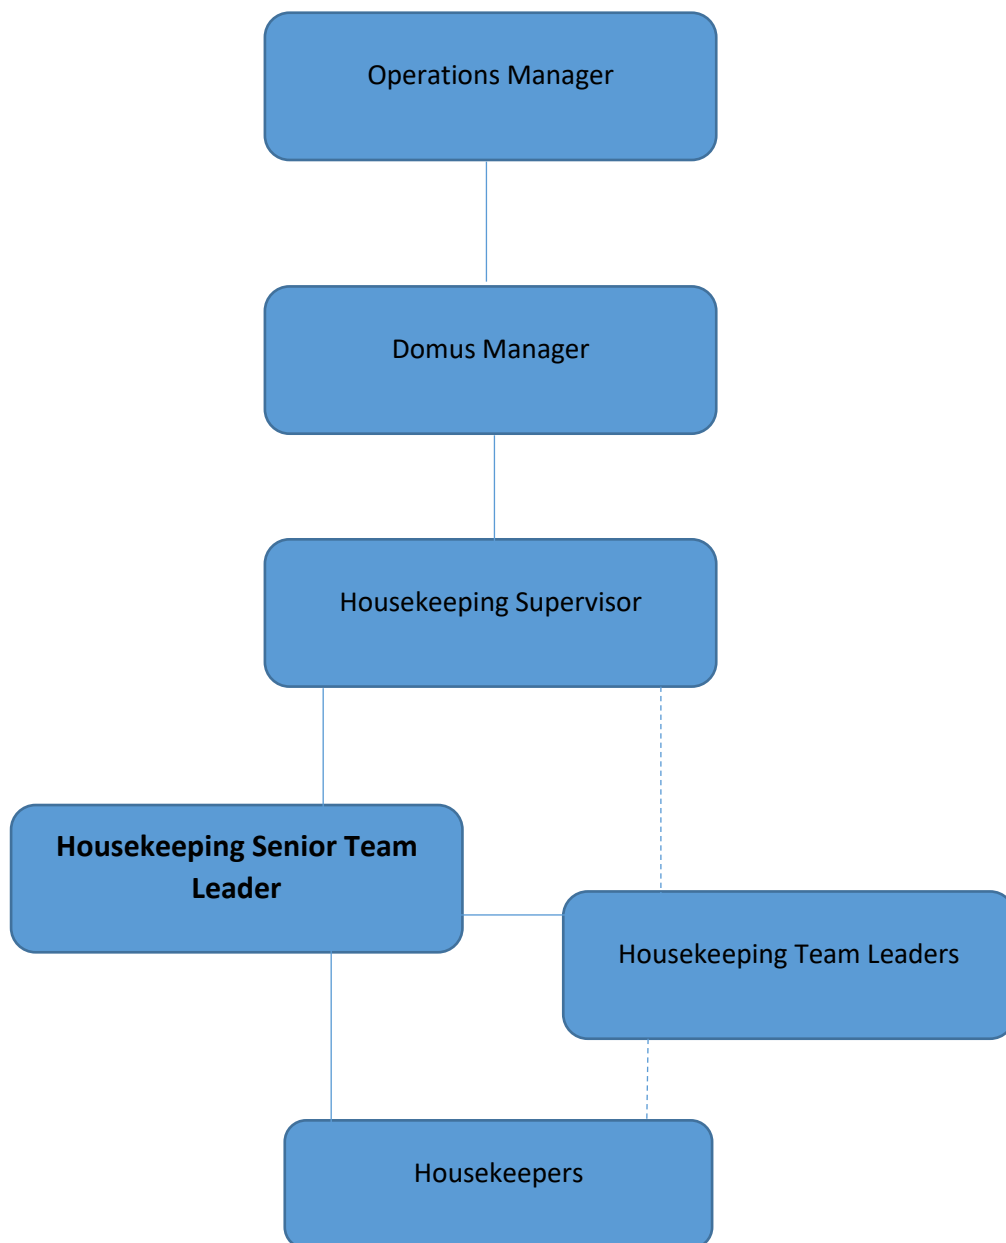 Operations Manager
Domus Manager
Housekeeping Supervisor
Housekeeping Senior Team
Leader
Housekeeping Team Leaders
Housekeepers